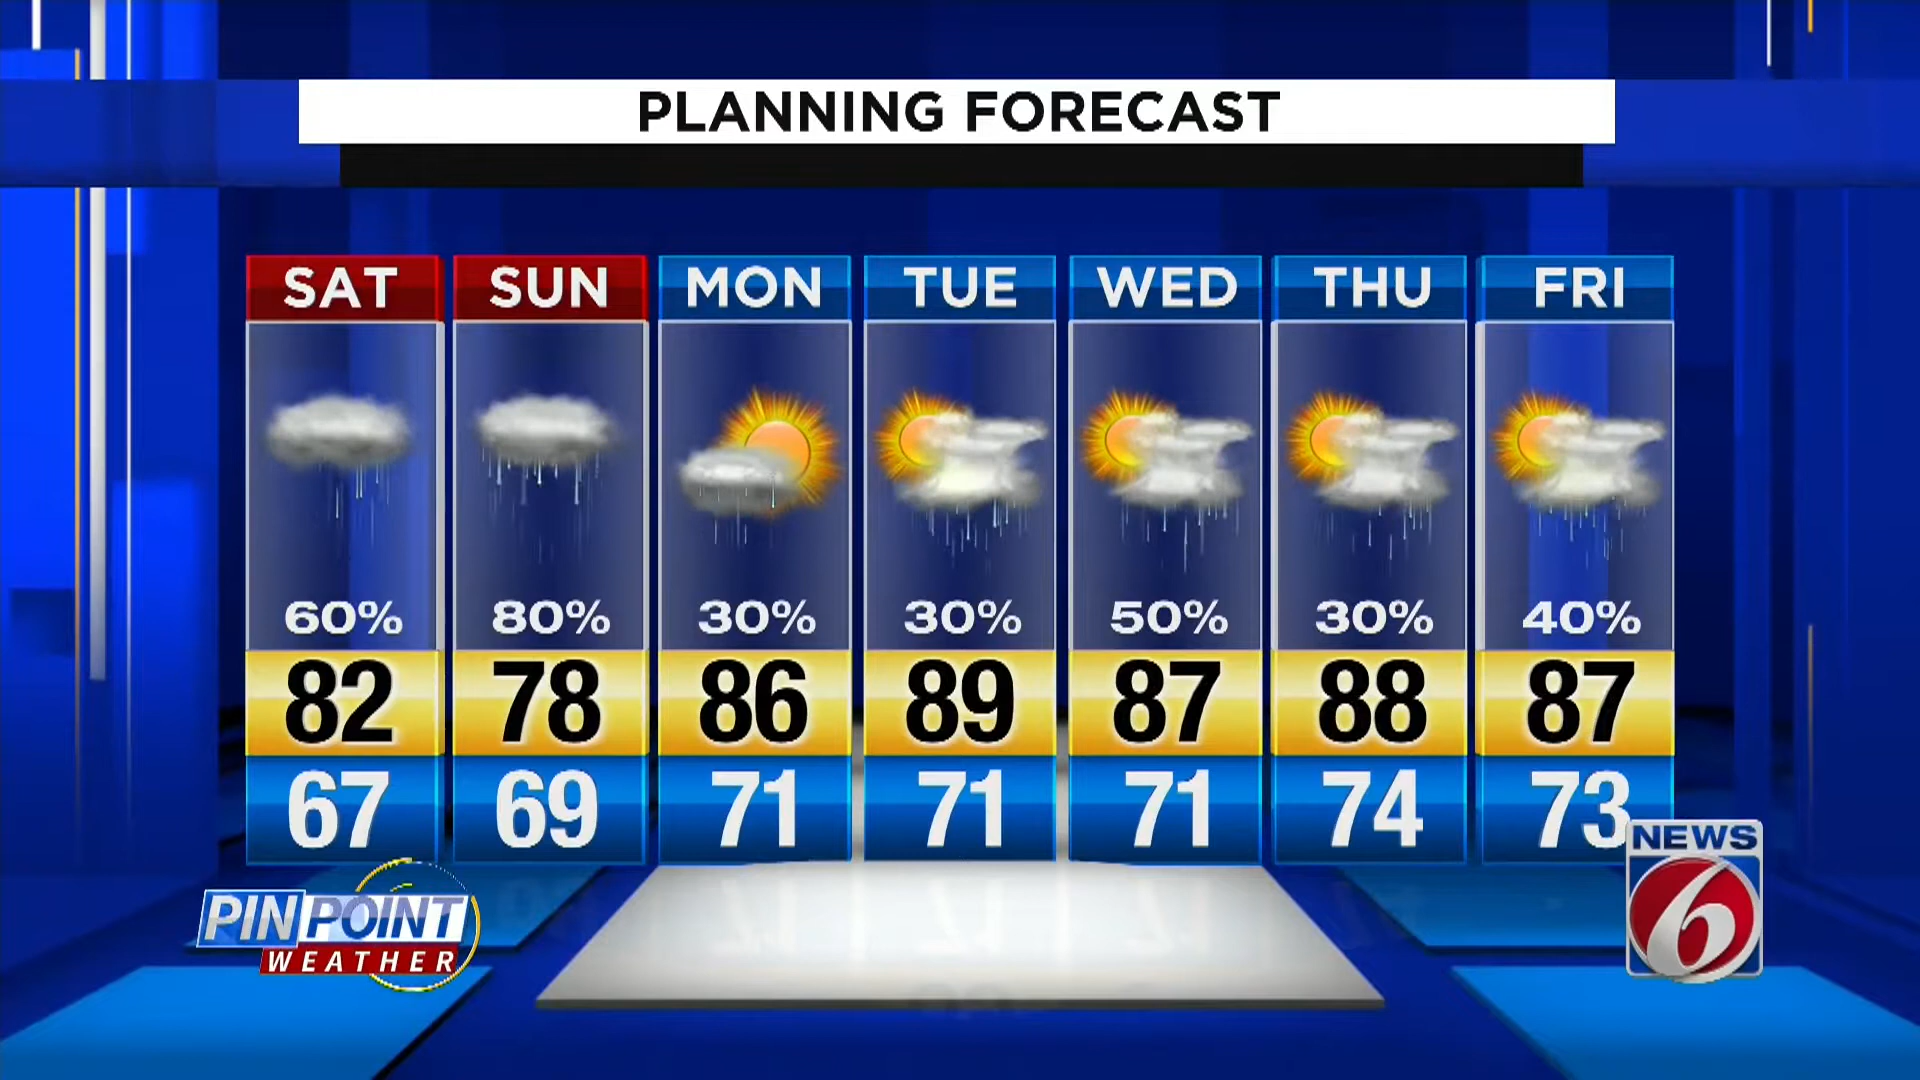 PLANNING FORECAST
SAT SUN MON TUE WED THU FRI
60% 80% 30% 30% 50% 30% 40%
82 78 86 89 87 88 87
67 69 71 71 71 74 73
PINPOINT
WEATHER
NEWS
6